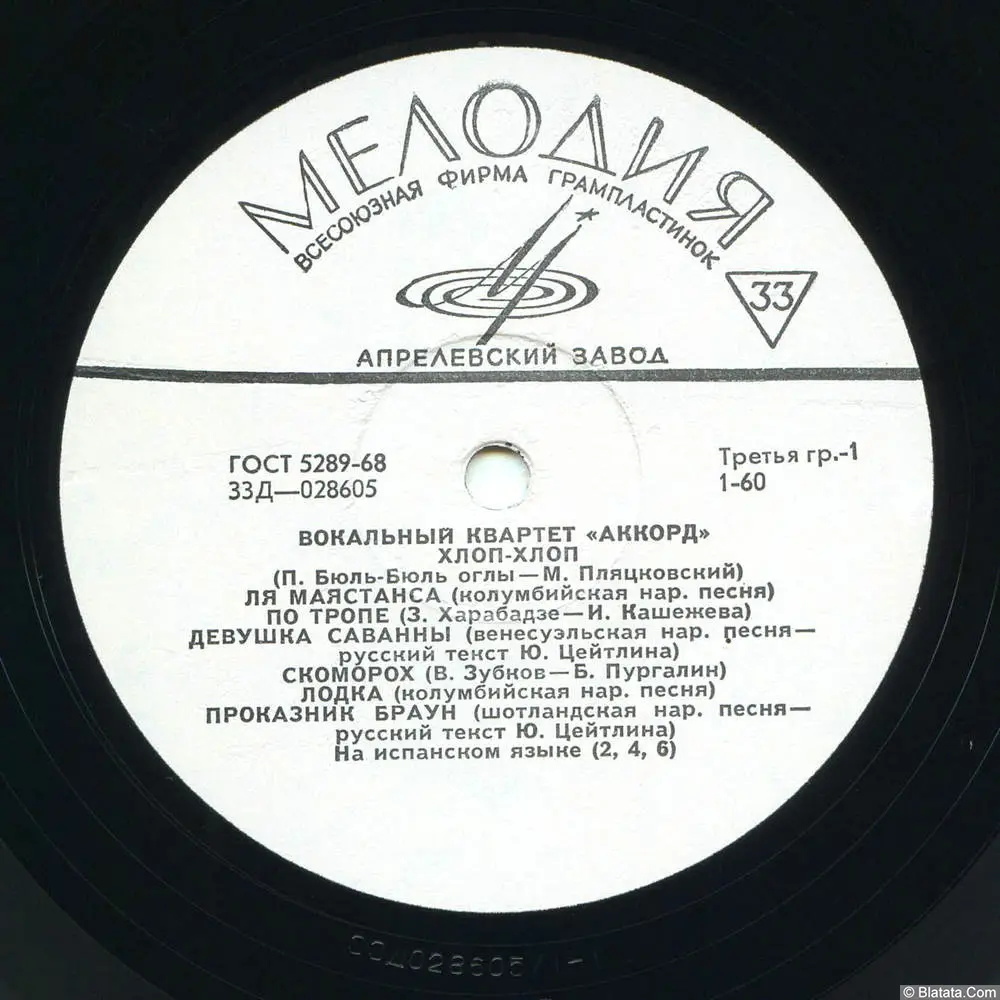 МЕЛОДИЯ
ВСЕСОЮЗНАЯ ФИРМА ГРАМПЛАСТИНОК
33
АПРЕЛЕВСКИЙ ЗАВОД
ГОСТ 5289-68
33Д—028605
Третья гр.-1
1-60
ВОКАЛЬНЫЙ КВАРТЕТ «АККОРД»
ХЛОП-ХЛОП
(П. Бюль-Бюль оглы—М. Пляцковский)
ЛЯ МАЯСТАНСА (колумбийская нар. песня)
ПО ТРОПЕ (З. Харабадзе—И. Кашежева)
ДЕВУШКА САВАННЫ (венесуэльская нар. песня—
русский текст Ю. Цейтлина)
СКОМОРОХ (В. Зубков—Б. Пургалин)
ЛОДКА (колумбийская нар. песня)
ПРОКАЗНИК БРАУН (шотландская нар. песня—
русский текст Ю. Цейтлина)
На испанском языке (2, 4, 6)
© Blatata.Com